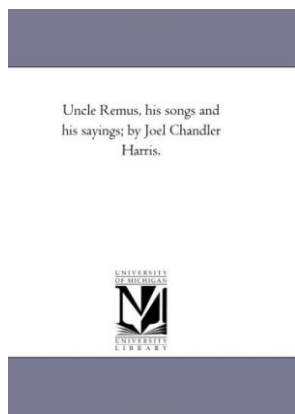 Uncle Remus, his songs and
his sayings; by Joel Chandler
Harris.
UNIVERSITY
OF MICHIGAN
UNIVERSITY
LIBRARY